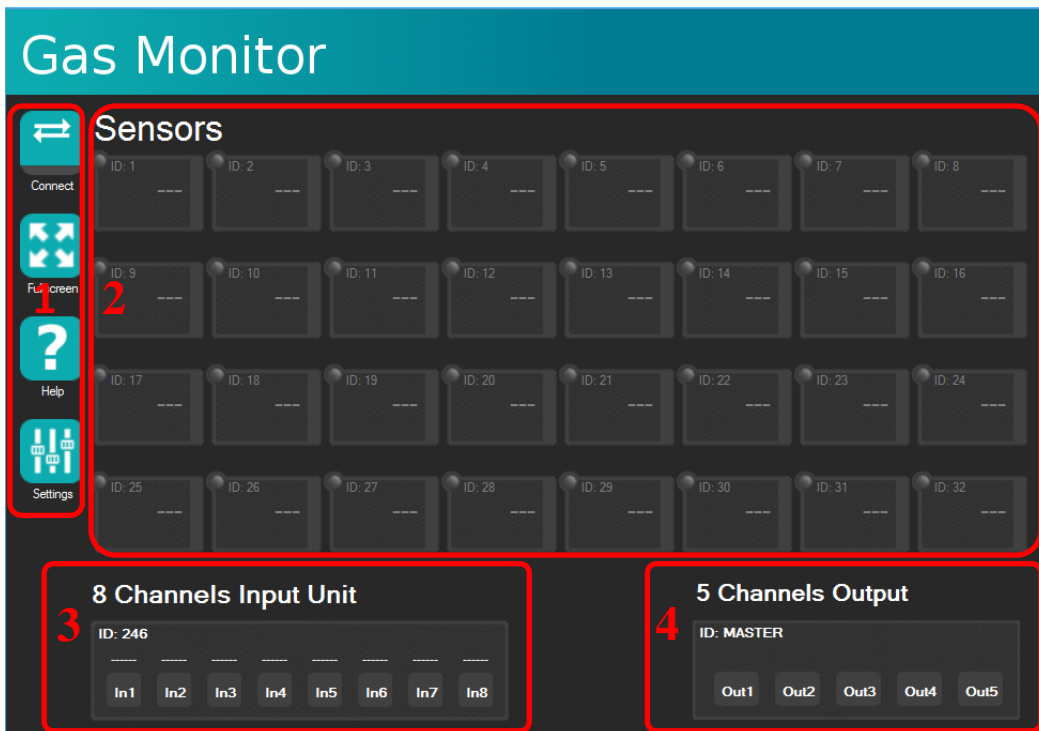 Gas Monitor
Sensors
Connect
Fullscreen
Help
Settings
1
2
ID: 1 ID: 2 ID: 3 ID: 4 ID: 5 ID: 6 ID: 7 ID: 8
--- --- --- --- --- --- --- ---
ID: 9 ID: 10 ID: 11 ID: 12 ID: 13 ID: 14 ID: 15 ID: 16
--- --- --- --- --- --- --- ---
ID: 17 ID: 18 ID: 19 ID: 20 ID: 21 ID: 22 ID: 23 ID: 24
--- --- --- --- --- --- --- ---
ID: 25 ID: 26 ID: 27 ID: 28 ID: 29 ID: 30 ID: 31 ID: 32
--- --- --- --- --- --- --- ---
8 Channels Input Unit
3
ID: 246
----- ----- ----- ----- ----- ----- ----- -----
In1 In2 In3 In4 In5 In6 In7 In8
5 Channels Output
4
ID: MASTER
Out1 Out2 Out3 Out4 Out5